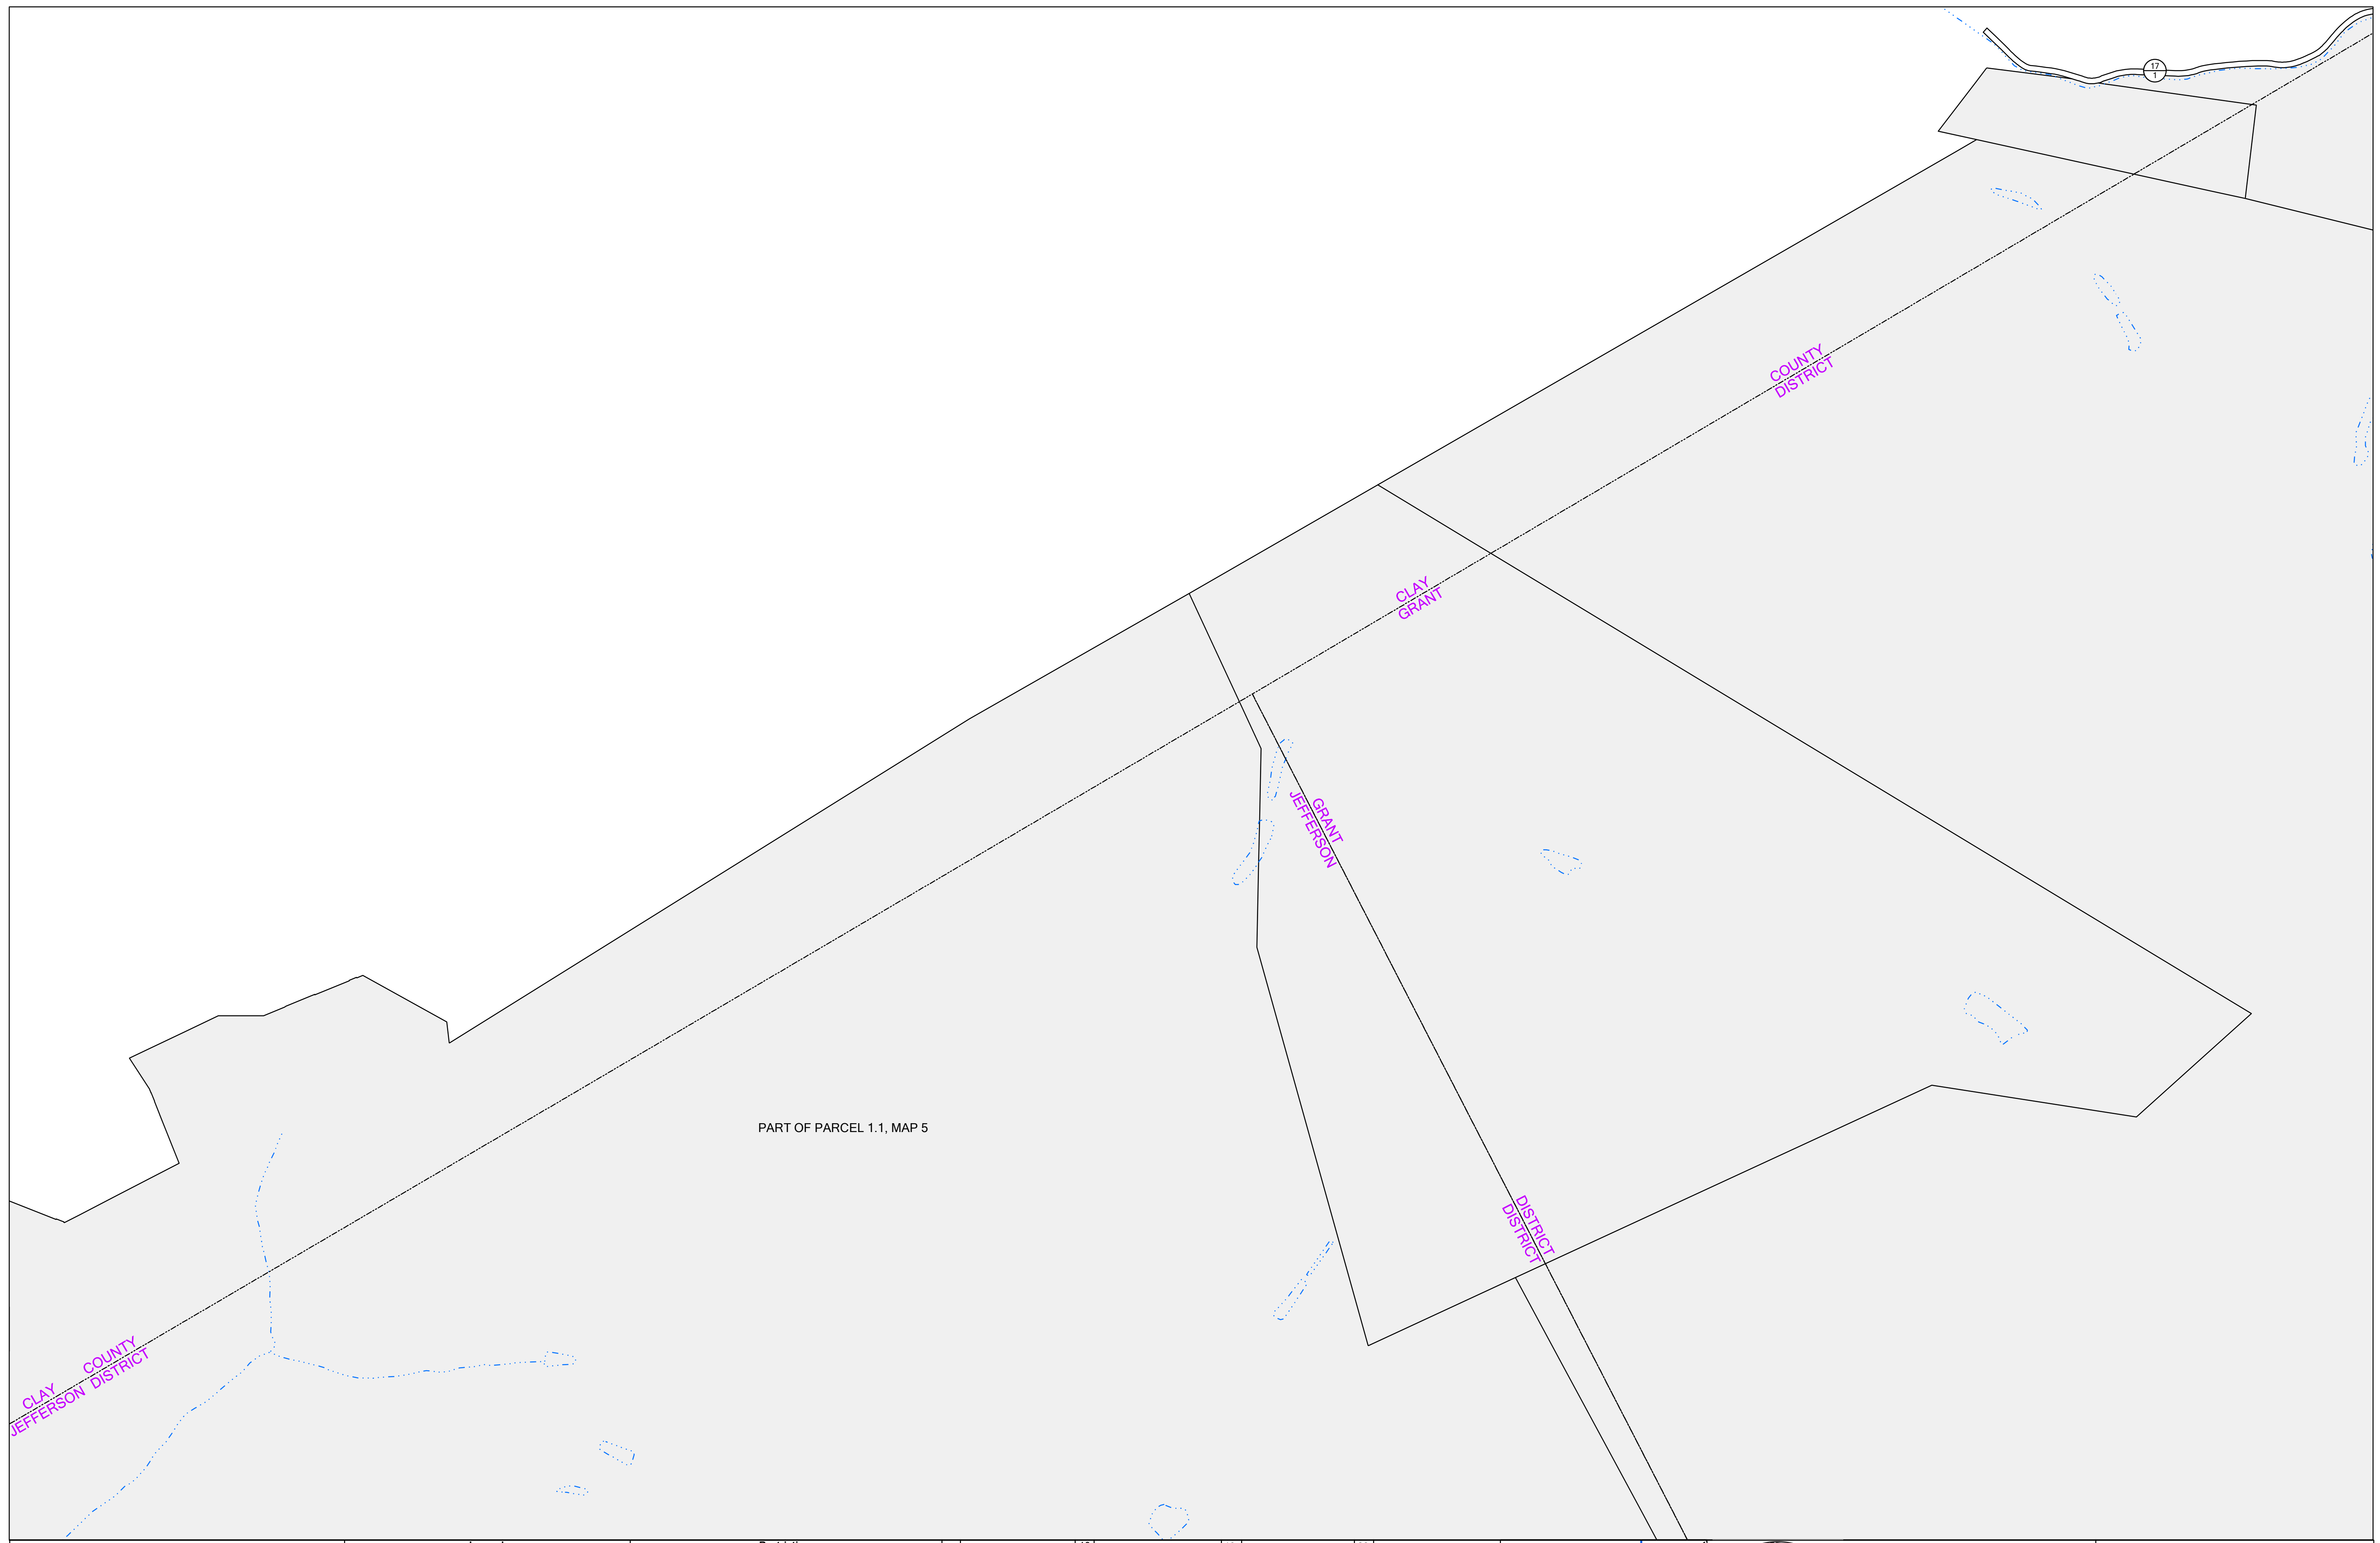 17
1
COUNTY
DISTRICT
CLAY
GRANT
GRANT
JEFFERSON
PART OF PARCEL 1.1, MAP 5
DISTRICT
DISTRICT
CLAY COUNTY
JEFFERSON DISTRICT